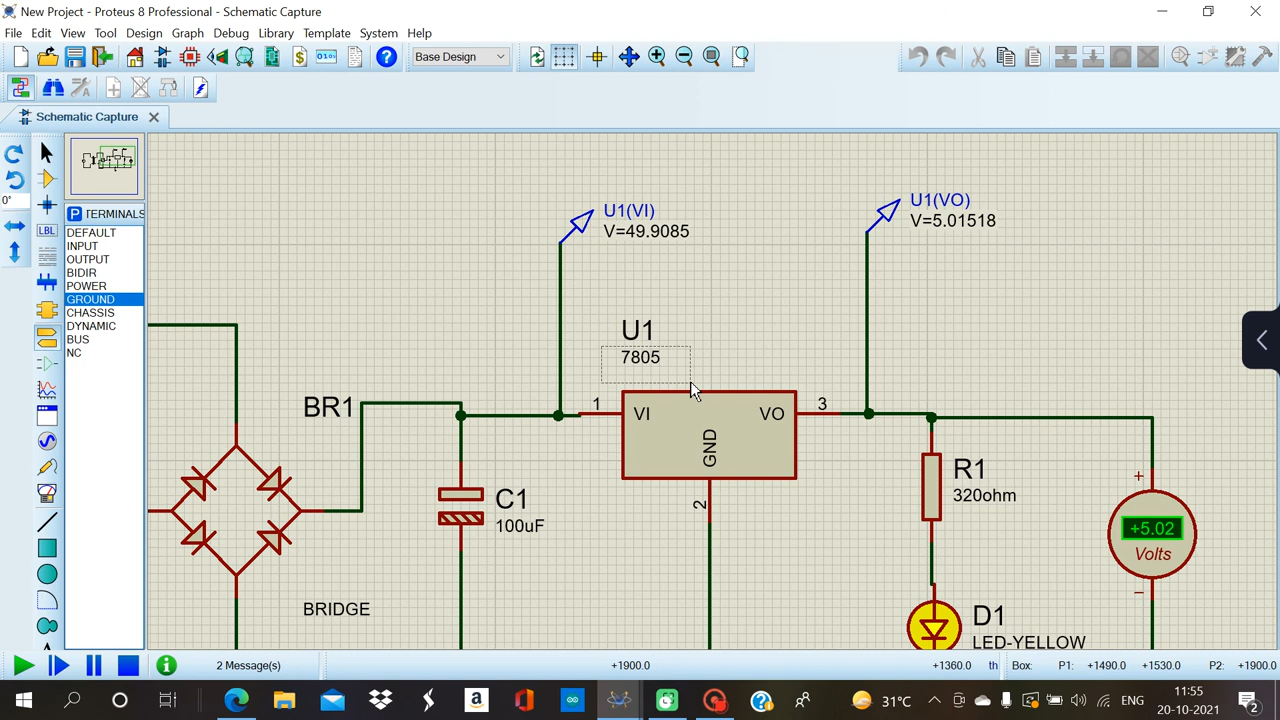 New Project - Proteus 8 Professional - Schematic Capture
File Edit View Tool Design Graph Debug Library Template System Help
Base Design
Schematic Capture
0°
LBL
P TERMINALS
DEFAULT
INPUT
OUTPUT
BIDIR
POWER
GROUND
CHASSIS
DYNAMIC
BUS
NC
U1(VI)
V=49.9085
U1(VO)
V=5.01518
U1
7805
1
VI
VO
3
GND
2
BR1
BRIDGE
C1
100uF
R1
320ohm
+
+5.02
Volts
D1
LED-YELLOW
2 Message(s)
+1900.0
+1360.0 th
Box: P1: +1490.0 +1530.0 P2: +1900.0
31°C
ENG
11:55
20-10-2021
2